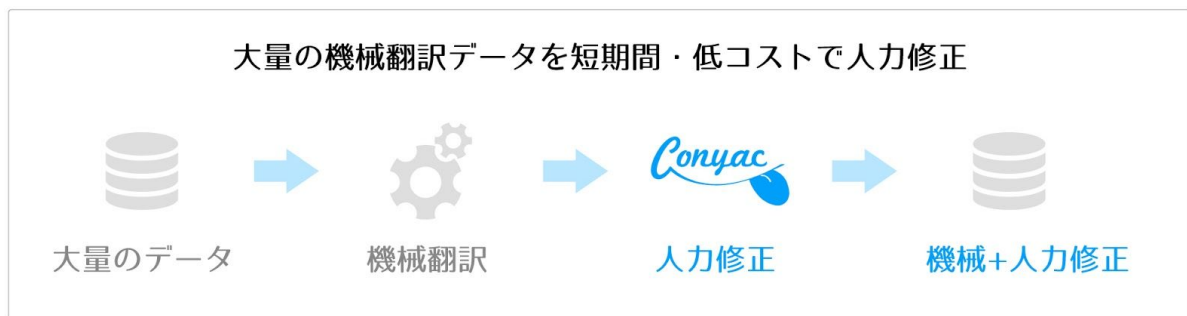 大量の機械翻訳データを短期間・低コストで人力修正
Conyac
大量のデータ
機械翻訳
人力修正
機械+人力修正